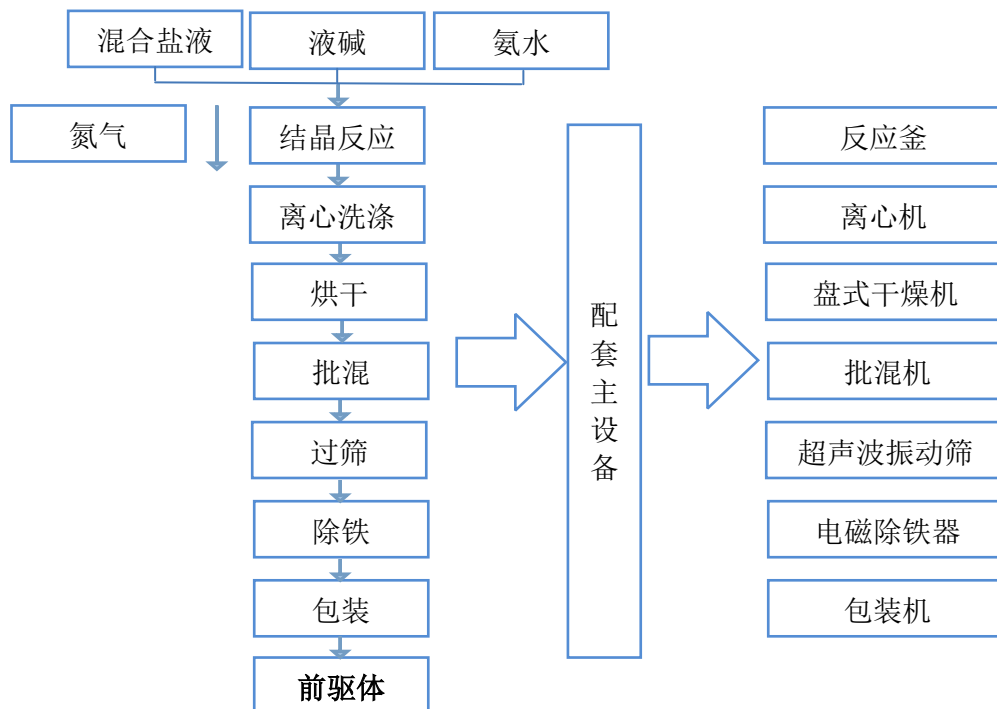 混合盐液
液碱
氨水
氮气
结晶反应
离心洗涤
烘干
批混
过筛
除铁
包装
前驱体
配
套
主
设
备
反应釜
离心机
盘式干燥机
批混机
超声波振动筛
电磁除铁器
包装机